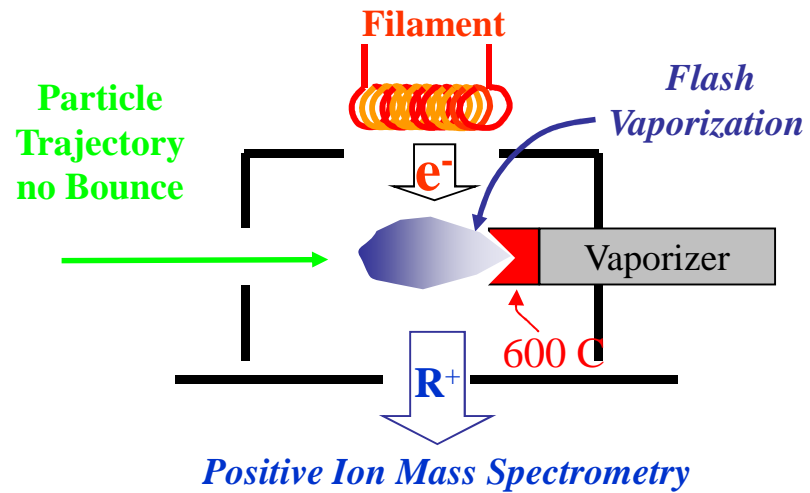 Filament
Particle
Trajectory
no Bounce
Flash
Vaporization
e-
Vaporizer
600 C
R+
Positive Ion Mass Spectrometry